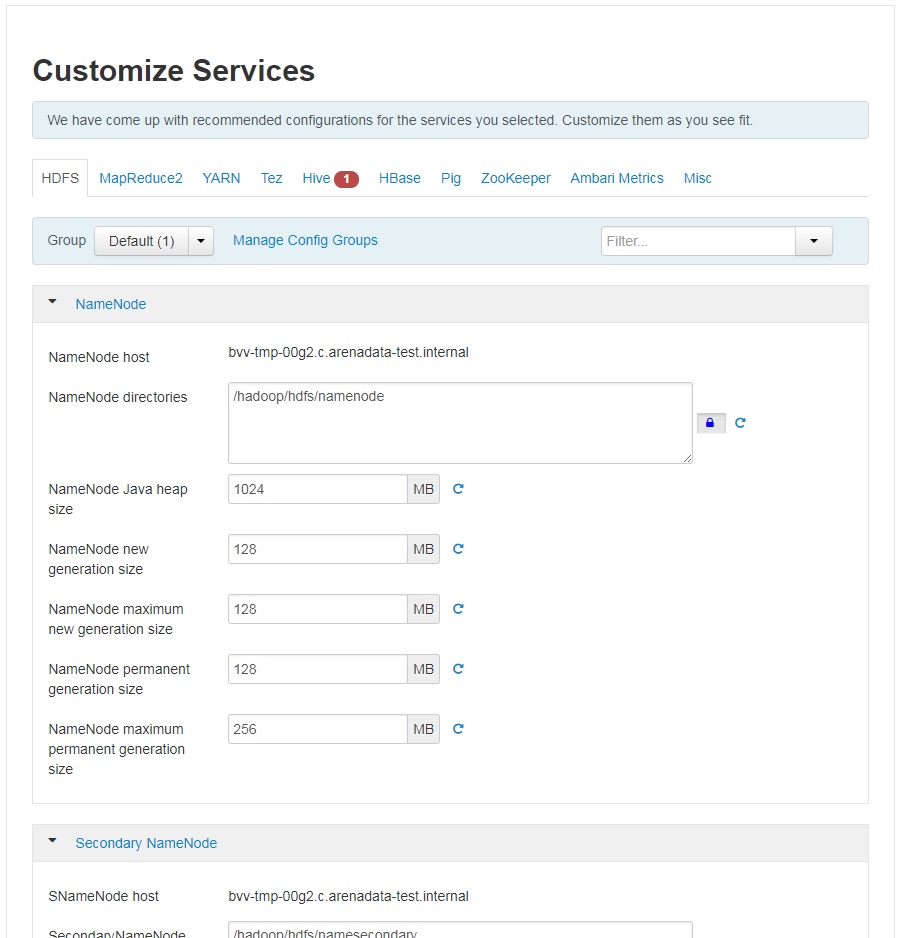 Customize Services
We have come up with recommended configurations for the services you selected. Customize them as you see fit.
HDFS MapReduce2 YARN Tez Hive 1 HBase Pig ZooKeeper Ambari Metrics Misc
Group Default (1) Manage Config Groups Filter...
NameNode
NameNode host bvv-tmp-00g2.c.arenadata-test.internal
NameNode directories /hadoop/hdfs/namenode
NameNode Java heap 1024 MB
size
NameNode new 128 MB
generation size
NameNode maximum 128 MB
new generation size
NameNode permanent 128 MB
generation size
NameNode maximum 256 MB
permanent generation
size
Secondary NameNode
SNameNode host bvv-tmp-00g2.c.arenadata-test.internal
SecondaryNameNode /hadoop/hdfs/namesecondary